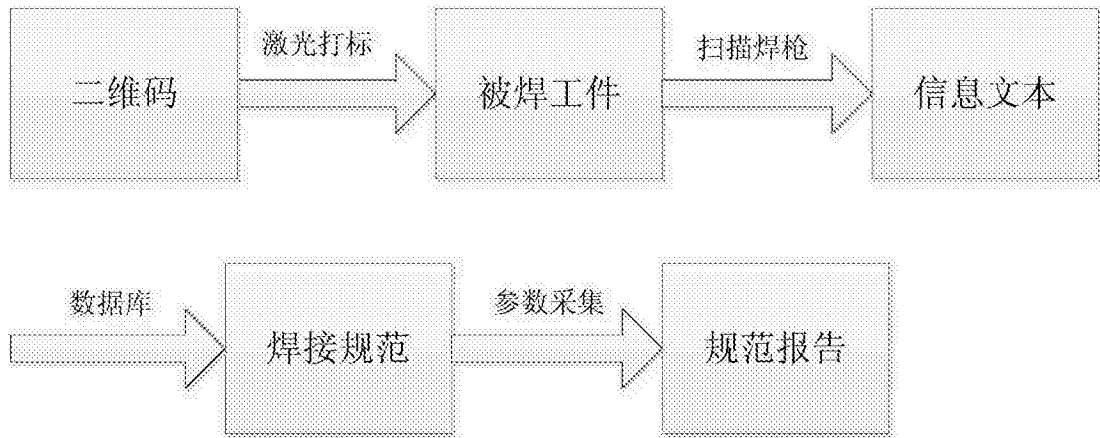 激光打标
扫描焊枪
二维码
被焊工件
信息文本
数据库
参数采集
焊接规范
规范报告